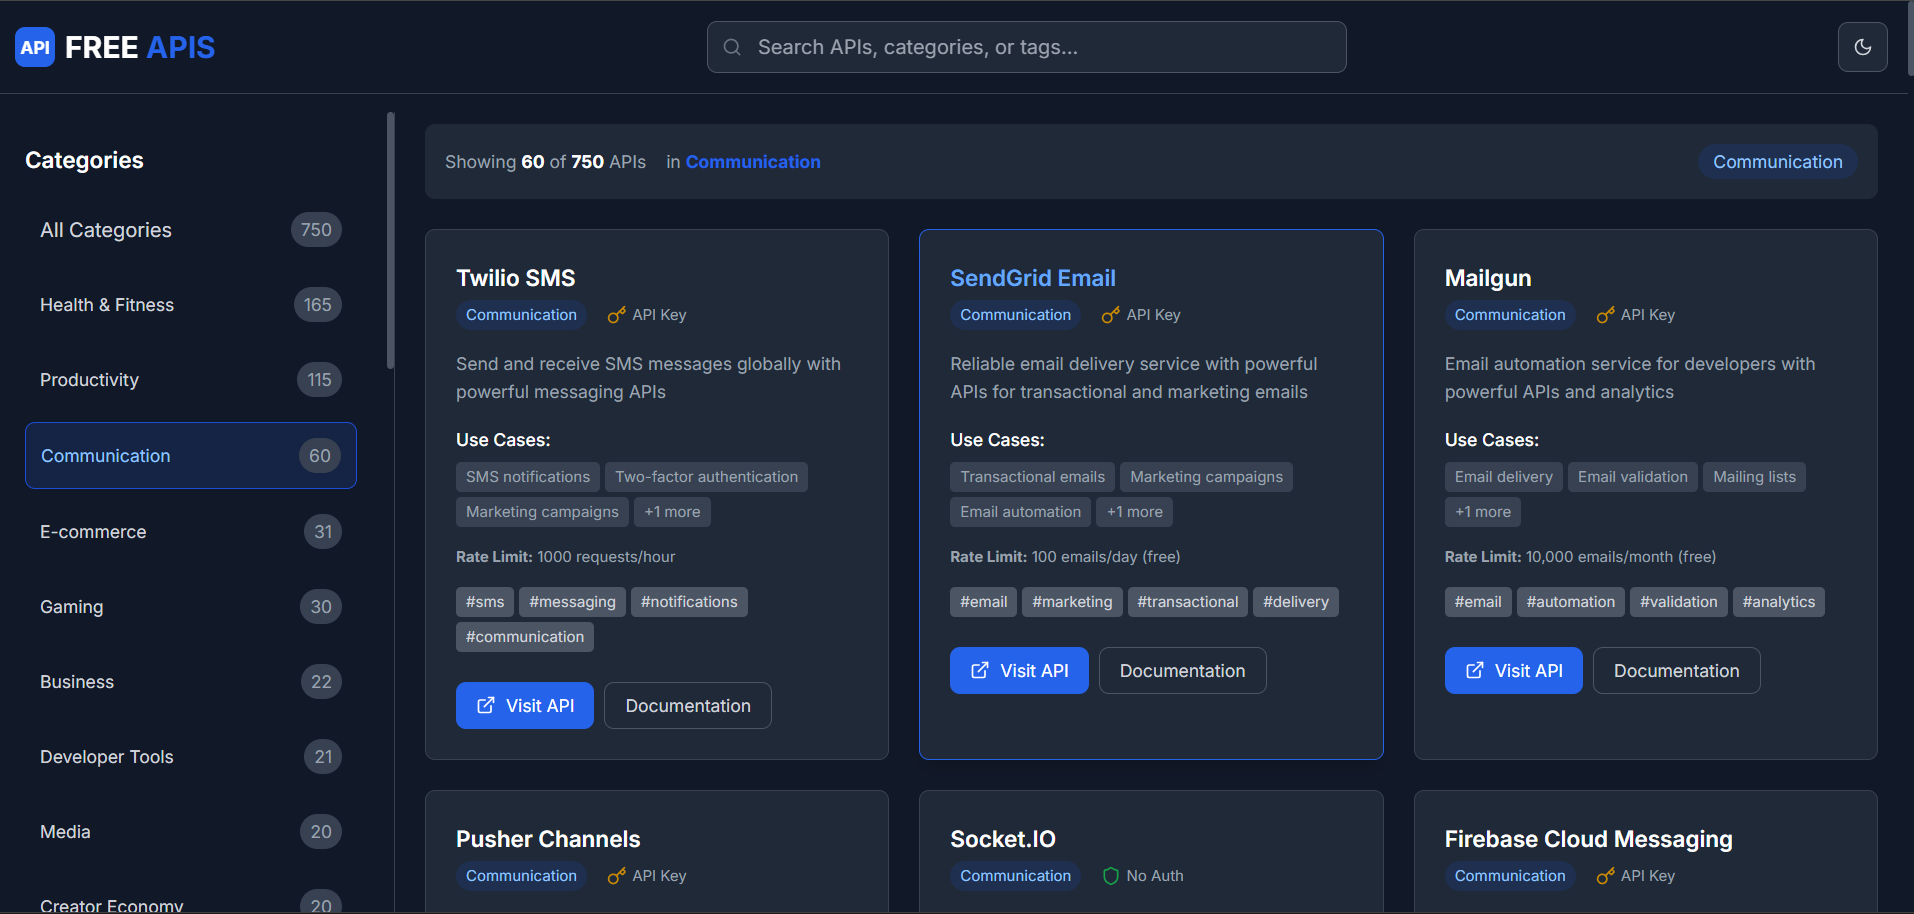 API FREE APIS
Search APIs, categories, or tags...
Categories
All Categories 750
Health & Fitness 165
Productivity 115
Communication 60
E-commerce 31
Gaming 30
Business 22
Developer Tools 21
Media 20
Creator Economy 20
Showing 60 of 750 APIs in Communication
Communication
Twilio SMS
Communication API Key
Send and receive SMS messages globally with
powerful messaging APIs
Use Cases:
SMS notifications Two-factor authentication
Marketing campaigns +1 more
Rate Limit: 1000 requests/hour
#sms #messaging #notifications
#communication
Visit API Documentation
SendGrid Email
Communication API Key
Reliable email delivery service with powerful
APIs for transactional and marketing emails
Use Cases:
Transactional emails Marketing campaigns
Email automation +1 more
Rate Limit: 100 emails/day (free)
#email #marketing #transactional #delivery
Visit API Documentation
Mailgun
Communication API Key
Email automation service for developers with
powerful APIs and analytics
Use Cases:
Email delivery Email validation Mailing lists
+1 more
Rate Limit: 10,000 emails/month (free)
#email #automation #validation #analytics
Visit API Documentation
Pusher Channels
Communication API Key
Socket.IO
Communication No Auth
Firebase Cloud Messaging
Communication API Key